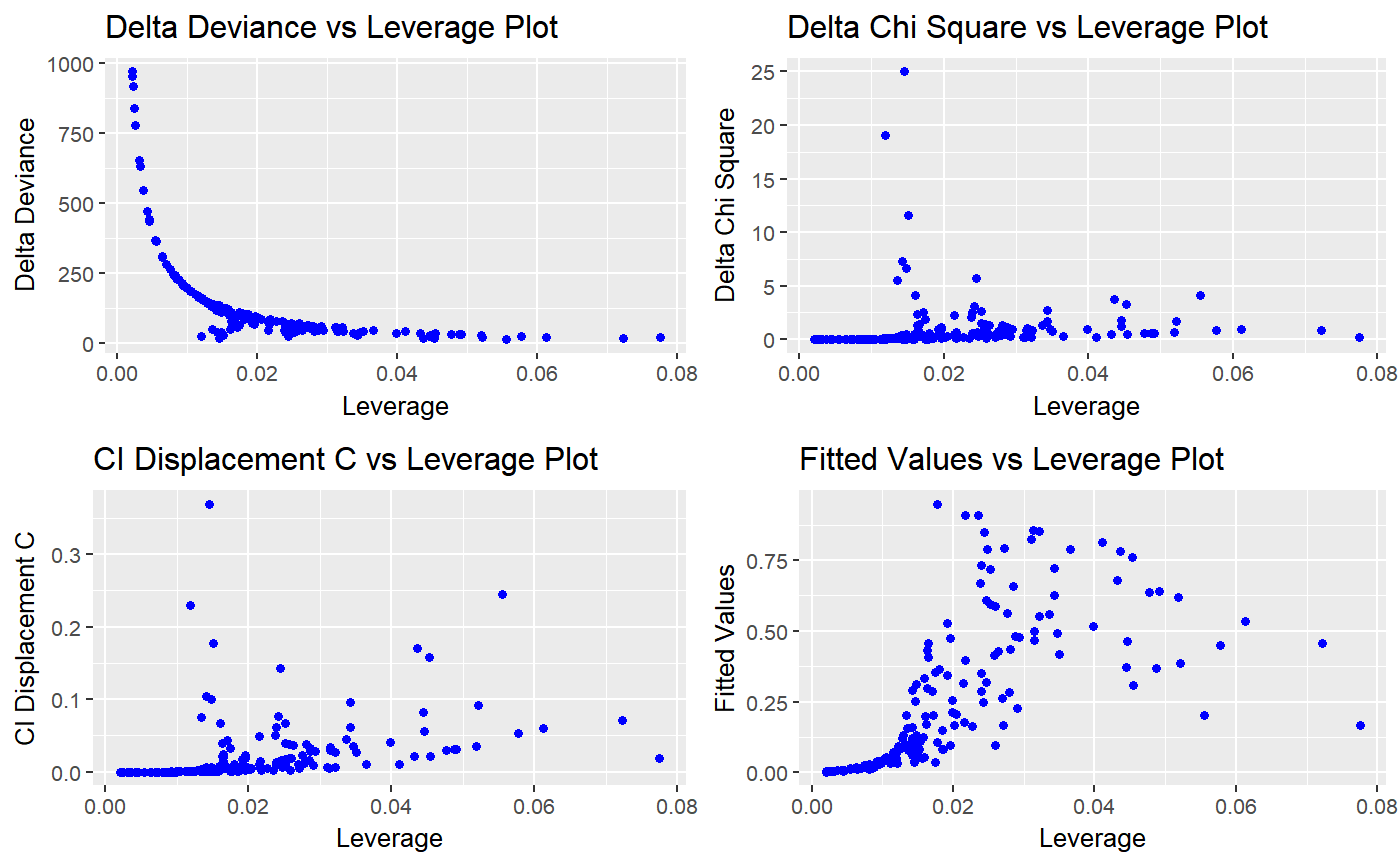 Delta Deviance vs Leverage Plot
Delta Deviance
1000
750
500
250
0
0.00 0.02 0.04 0.06 0.08
Leverage
Delta Chi Square vs Leverage Plot
Delta Chi Square
25
20
15
10
5
0
0.00 0.02 0.04 0.06 0.08
Leverage
CI Displacement C vs Leverage Plot
CI Displacement C
0.3
0.2
0.1
0.0
0.00 0.02 0.04 0.06 0.08
Leverage
Fitted Values vs Leverage Plot
Fitted Values
0.75
0.50
0.25
0.00
0.00 0.02 0.04 0.06 0.08
Leverage